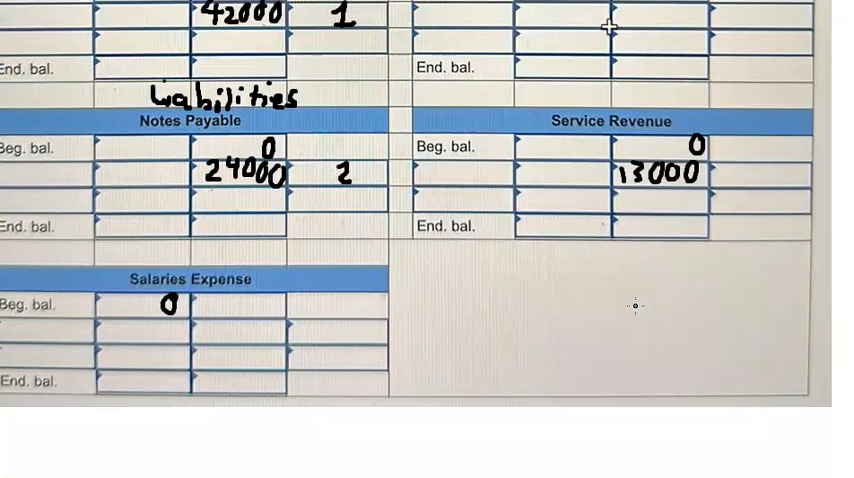 42000 1
End. bal. End. bal.
Liabilities
Notes Payable Service Revenue
Beg. bal. 0 Beg. bal. 0
24000 2 13000
End. bal. End. bal.
Salaries Expense
Beg. bal. 0
End. bal.